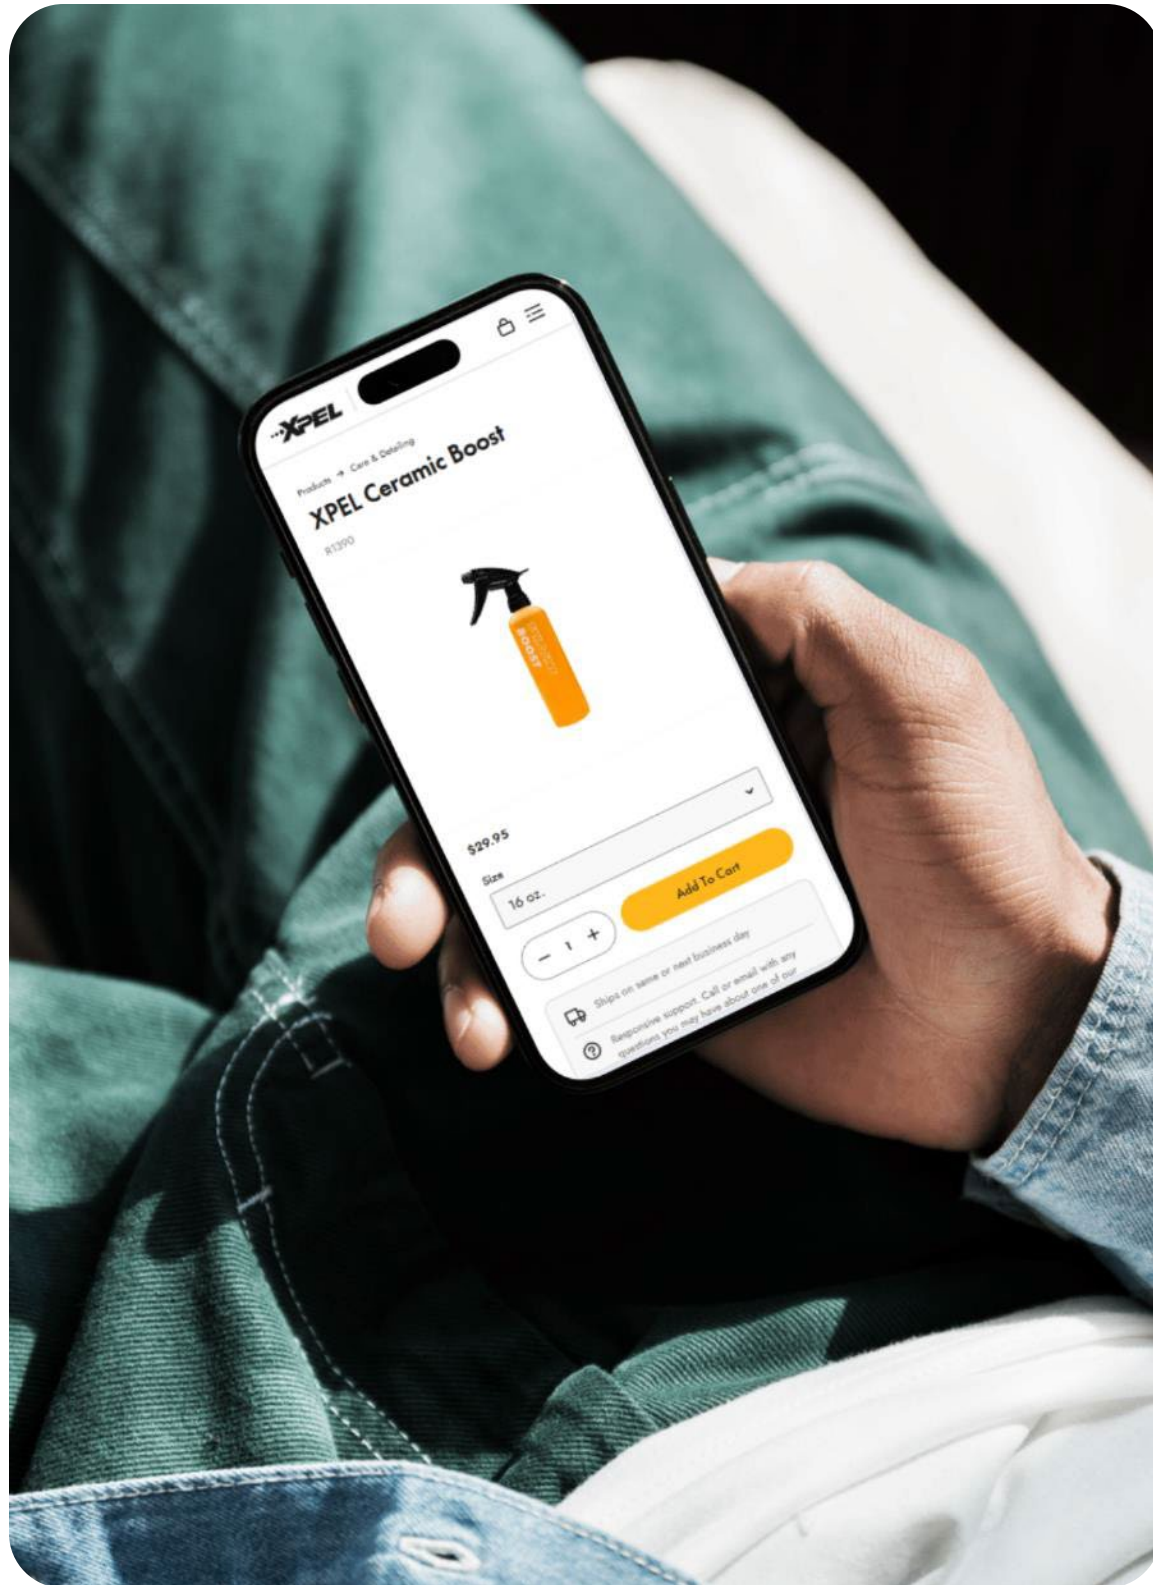 XPEL
Products → Care & Detailing
XPEL Ceramic Boost
R1390
BOOST
$29.95
Size
16 oz.
− 1 +
Add To Cart
Ships on same or next business day
Responsive support. Call or email with any
questions you may have about one of our